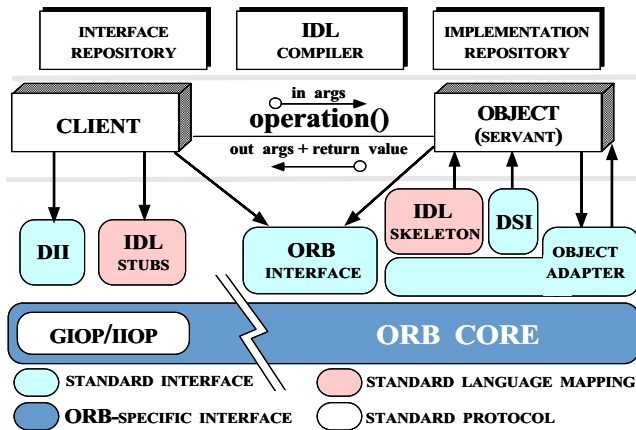 INTERFACE
REPOSITORY
IDL
COMPILER
IMPLEMENTATION
REPOSITORY
in args
CLIENT
operation()
OBJECT
(SERVANT)
out args + return value
DII
IDL
STUBS
ORB
INTERFACE
IDL
SKELETON
DSI
OBJECT
ADAPTER
GIOP/IIOP
ORB CORE
STANDARD INTERFACE
STANDARD LANGUAGE MAPPING
ORB-SPECIFIC INTERFACE
STANDARD PROTOCOL